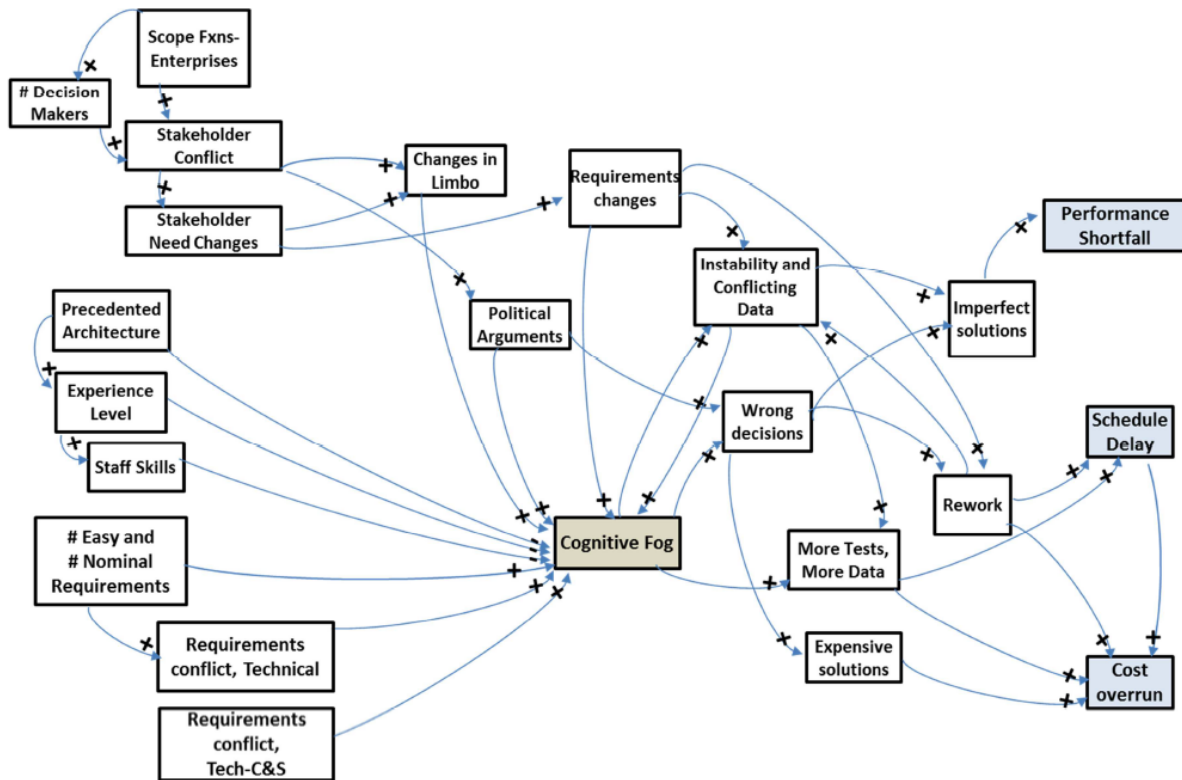 Scope Fxns-
Enterprises
# Decision
Makers
Stakeholder
Conflict
Changes in
Limbo
Requirements
changes
Stakeholder
Need Changes
Performance
Shortfall
Instability and
Conflicting
Data
Imperfect
solutions
Precedented
Architecture
Political
Arguments
Experience
Level
Wrong
decisions
Schedule
Delay
Staff Skills
Rework
# Easy and
# Nominal
Requirements
Cognitive Fog
More Tests,
More Data
Requirements
conflict, Technical
Expensive
solutions
Cost
overrun
Requirements
conflict,
Tech-C&S